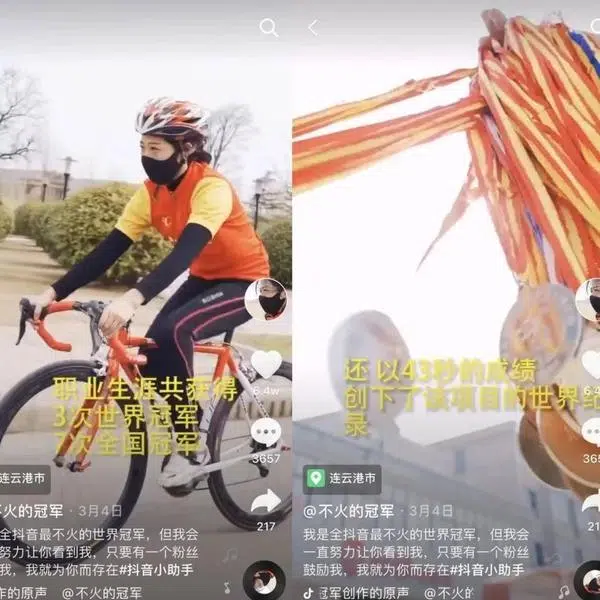 职业生涯共获得
3次世界冠军
7次全国冠军
6.4w
3657
217
连云港市
不火的冠军 · 3月4日
全抖音最不火的世界冠军，但我会
努力让你看到我，只要有一个粉丝
我，我就为你而存在#抖音小助手
军创作的原声 @不火的冠军
还 以43秒的成绩
创下了该项目的世界纪
录
6.4
365
21
连云港市
@不火的冠军 · 3月4日
我是全抖音最不火的世界冠军，但我会
一直努力让你看到我，只要有一个粉丝
鼓励我，我就为你而存在#抖音小助手
冠军创作的原声 @不火的